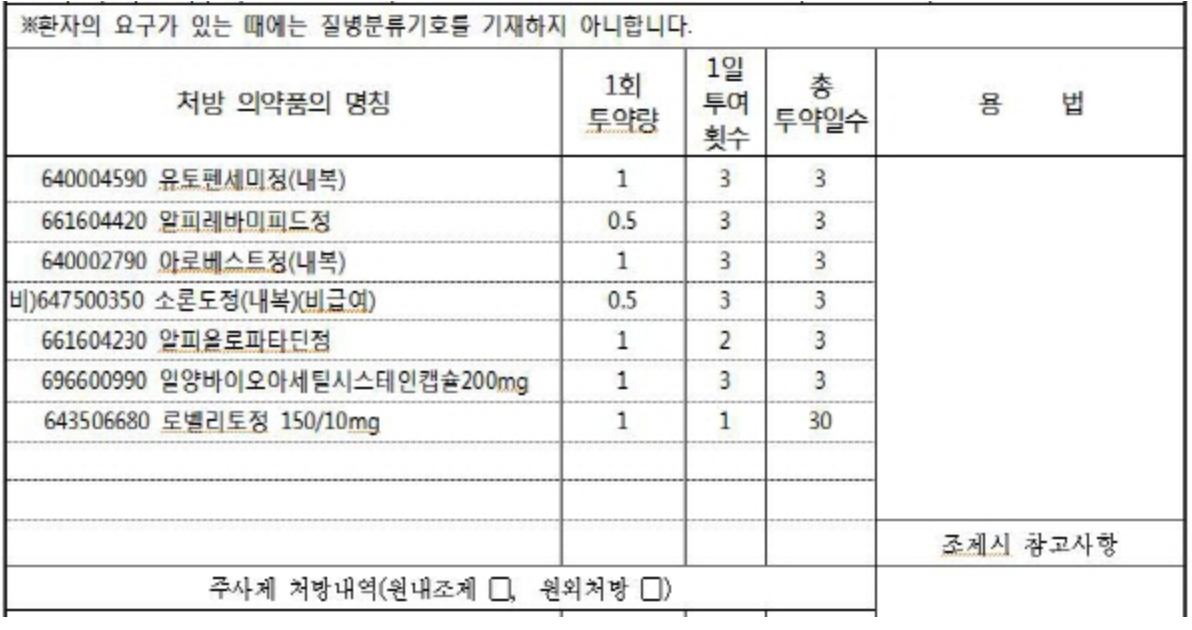 ※환자의 요구가 있는 때에는 질병분류기호를 기재하지 아니합니다.
처방 의약품의 명칭 1회 투약량 1일 투여 횟수 총 투약일수 용 법
640004590 유토펜세미정(내복) 1 3 3
661604420 알피레바미피드정 0.5 3 3
640002790 아로베스트정(내복) 1 3 3
비)647500350 소론도정(내복)(비급여) 0.5 3 3
661604230 알피올로파타딘정 1 2 3
696600990 일양바이오아세틸시스테인캡슐200mg 1 3 3
643506680 로벨리토정 150/10mg 1 1 30
조제시 참고사항
주사제 처방내역(원내조제 □, 원외처방 □)